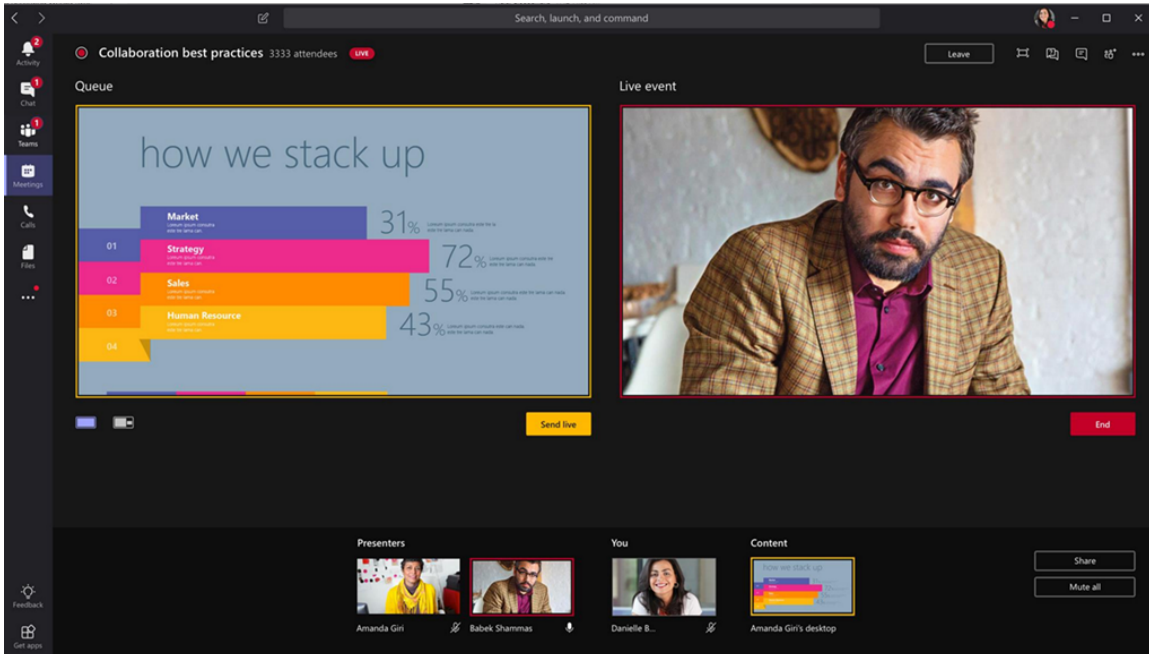 Search, launch, and command
2
Activity
Collaboration best practices 3333 attendees LIVE
Leave
1
Chat
Queue
Live event
1
Teams
how we stack up
Meetings
Calls
Files
Market
31%
01
Strategy
72%
02
Sales
55%
03
Human Resource
43%
04
Send live
End
Presenters
You
Content
how we stack up
Share
Mute all
Feedback
Amanda Giri
Babek Shammas
Danielle B...
Amanda Giri's desktop
Get apps